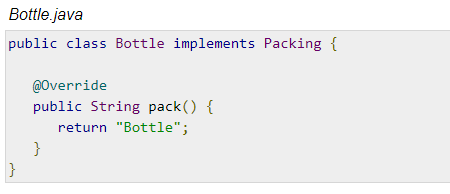 Bottle.java
public class Bottle implements Packing {
@Override
public String pack() {
return "Bottle";
}
}